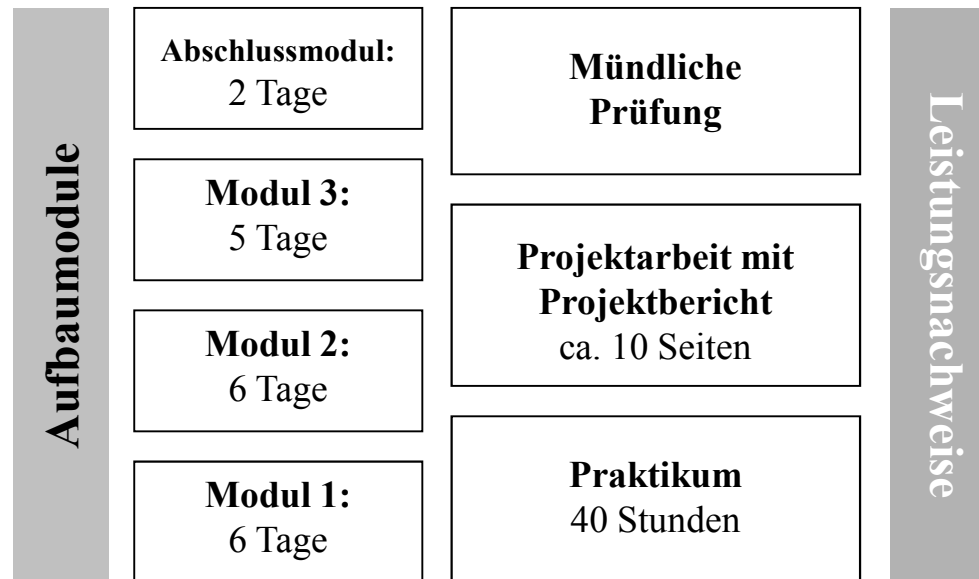 Aufbaumodule
Abschlussmodul:
2 Tage
Modul 3:
5 Tage
Modul 2:
6 Tage
Modul 1:
6 Tage
Mündliche
Prüfung
Projektarbeit mit
Projektbericht
ca. 10 Seiten
Praktikum
40 Stunden
Leistungsnachweise